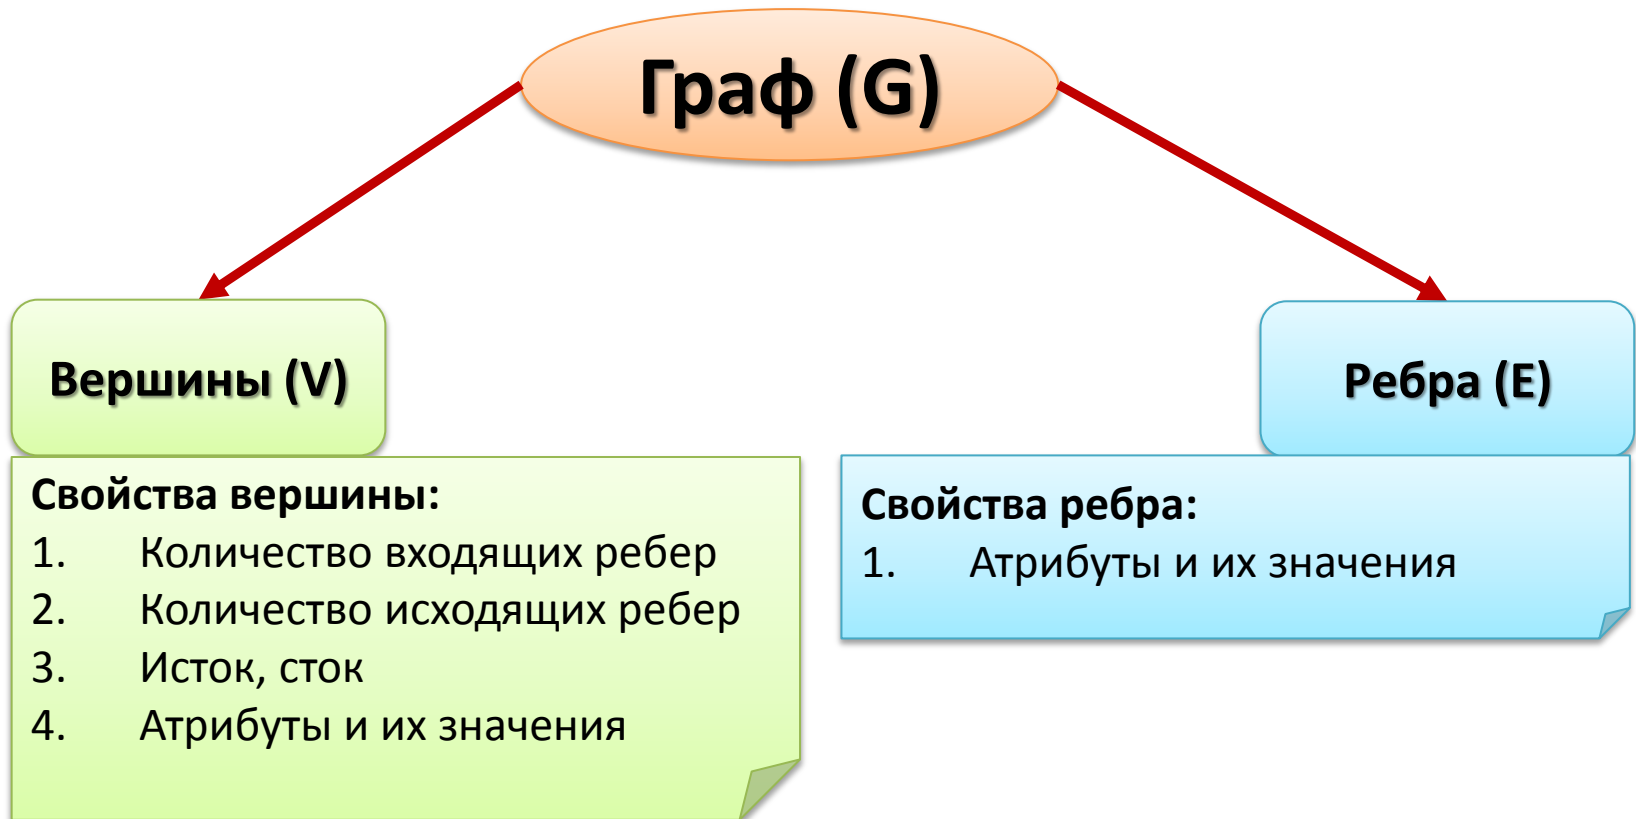 Граф (G)
Вершины (V)
Ребра (E)
Свойства вершины:
1. Количество входящих ребер
2. Количество исходящих ребер
3. Исток, сток
4. Атрибуты и их значения
Свойства ребра:
1. Атрибуты и их значения